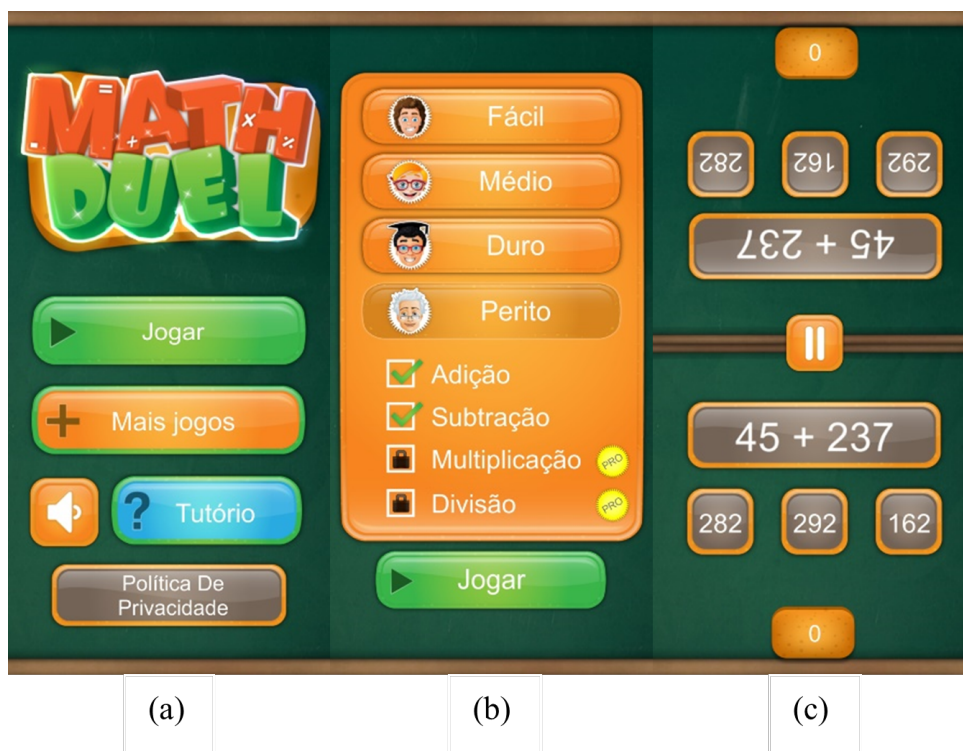 MATH
DUEL
Jogar
Mais jogos
? Tutório
Política De
Privacidade
(a)
Fácil
Médio
Duro
Perito
Adição
Subtração
Multiplicação PRO
Divisão PRO
Jogar
(b)
0
282 162 292
45 + 237
45 + 237
282 292 162
0
(c)